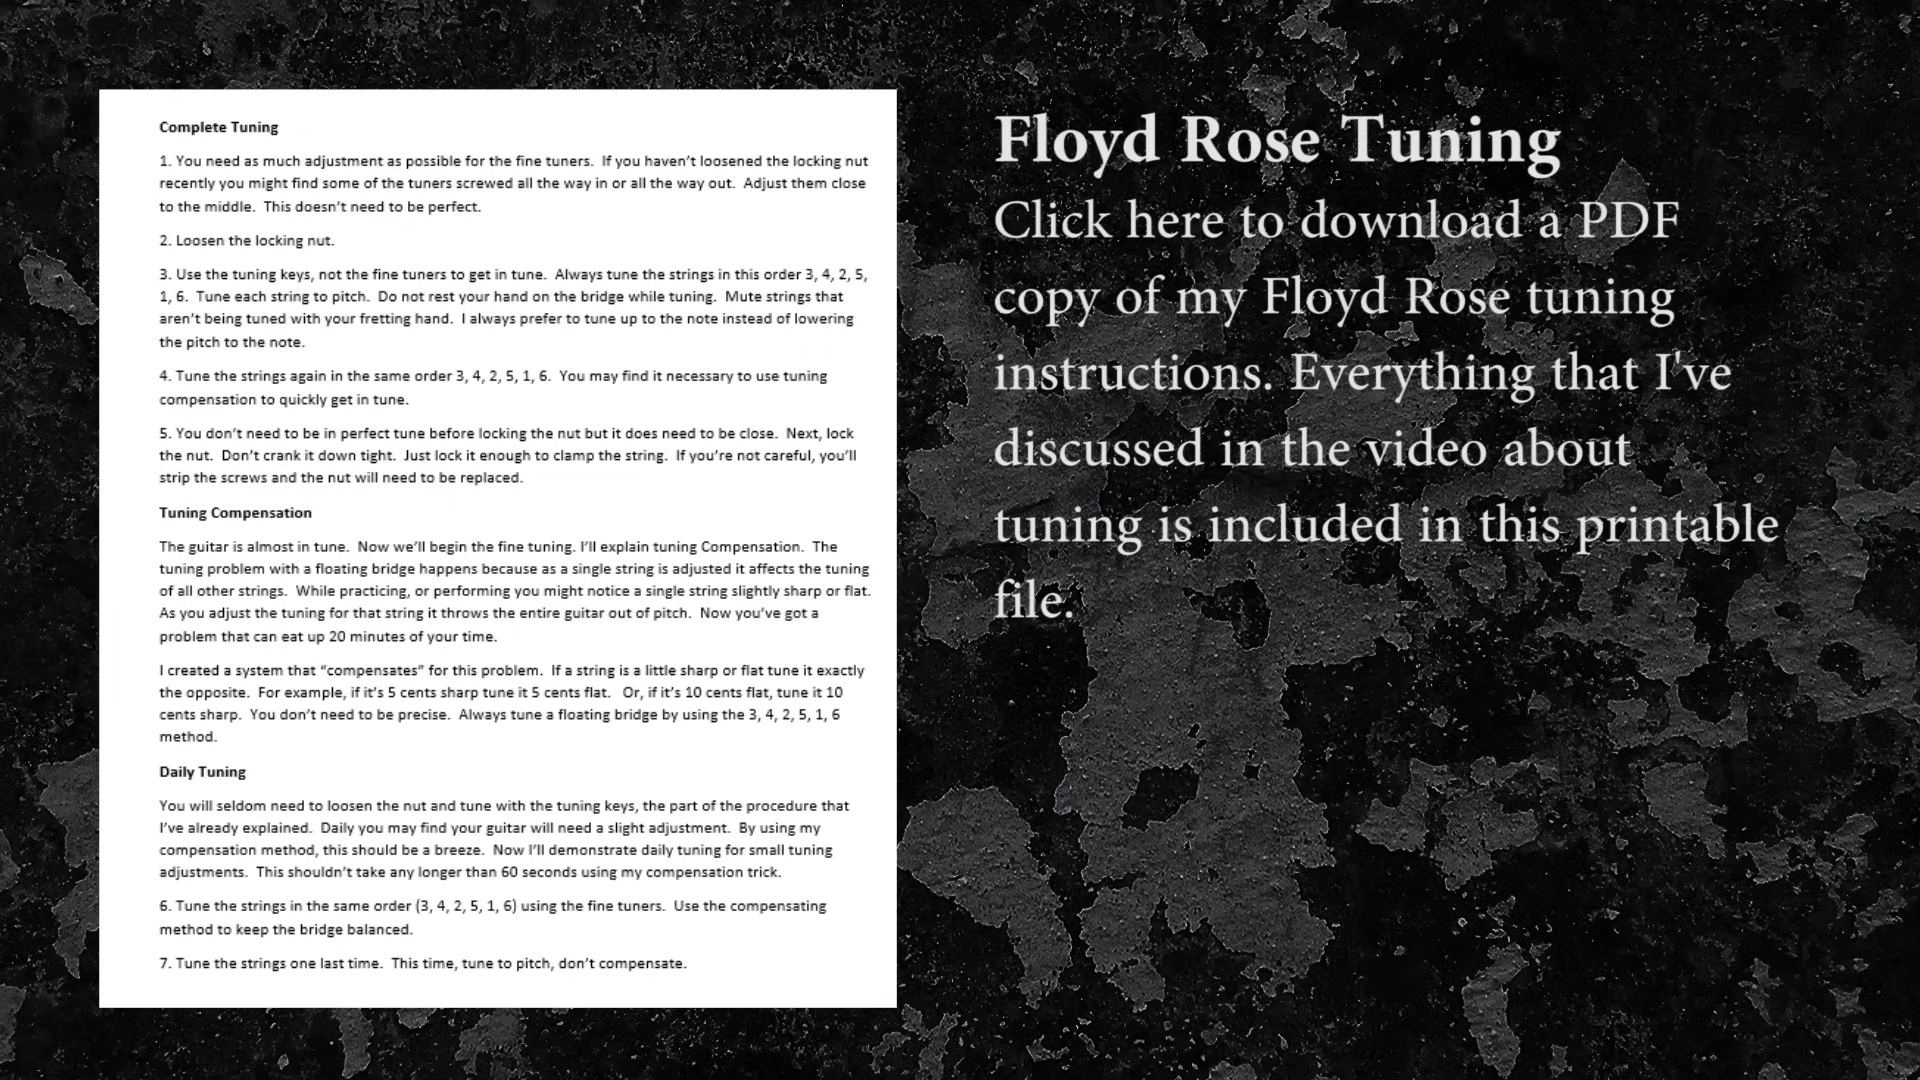 Complete Tuning
1. You need as much adjustment as possible for the fine tuners.  If you haven't loosened the locking nut
recently you might find some of the tuners screwed all the way in or all the way out.  Adjust them close
to the middle.  This doesn't need to be perfect.
2. Loosen the locking nut.
3. Use the tuning keys, not the fine tuners to get in tune.  Always tune the strings in this order 3, 4, 2, 5,
1, 6.  Tune each string to pitch.  Do not rest your hand on the bridge while tuning.  Mute strings that
aren't being tuned with your fretting hand.  I always prefer to tune up to the note instead of lowering
the pitch to the note.
4. Tune the strings again in the same order 3, 4, 2, 5, 1, 6.  You may find it necessary to use tuning
compensation to quickly get in tune.
5. You don't need to be in perfect tune before locking the nut but it does need to be close.  Next, lock
the nut.  Don't crank it down tight.  Just lock it enough to clamp the string.  If you're not careful, you'll
strip the screws and the nut will need to be replaced.
Tuning Compensation
The guitar is almost in tune.  Now we'll begin the fine tuning. I'll explain tuning Compensation.  The
tuning problem with a floating bridge happens because as a single string is adjusted it affects the tuning
of all other strings.  While practicing, or performing you might notice a single string slightly sharp or flat.
As you adjust the tuning for that string it throws the entire guitar out of pitch.  Now you've got a
problem that can eat up 20 minutes of your time.
I created a system that "compensates" for this problem.  If a string is a little sharp or flat tune it exactly
the opposite.  For example, if it's 5 cents sharp tune it 5 cents flat.   Or, if it's 10 cents flat, tune it 10
cents sharp.  You don't need to be precise.  Always tune a floating bridge by using the 3, 4, 2, 5, 1, 6
method.
Daily Tuning
You will seldom need to loosen the nut and tune with the tuning keys, the part of the procedure that
I've already explained.  Daily you may find your guitar will need a slight adjustment.  By using my
compensation method, this should be a breeze.  Now I'll demonstrate daily tuning for small tuning
adjustments.  This shouldn't take any longer than 60 seconds using my compensation trick.
6. Tune the strings in the same order (3, 4, 2, 5, 1, 6) using the fine tuners.  Use the compensating
method to keep the bridge balanced.
7. Tune the strings one last time.  This time, tune to pitch, don't compensate.
Floyd Rose Tuning
Click here to download a PDF
copy of my Floyd Rose tuning
instructions. Everything that I've
discussed in the video about
tuning is included in this printable
file.